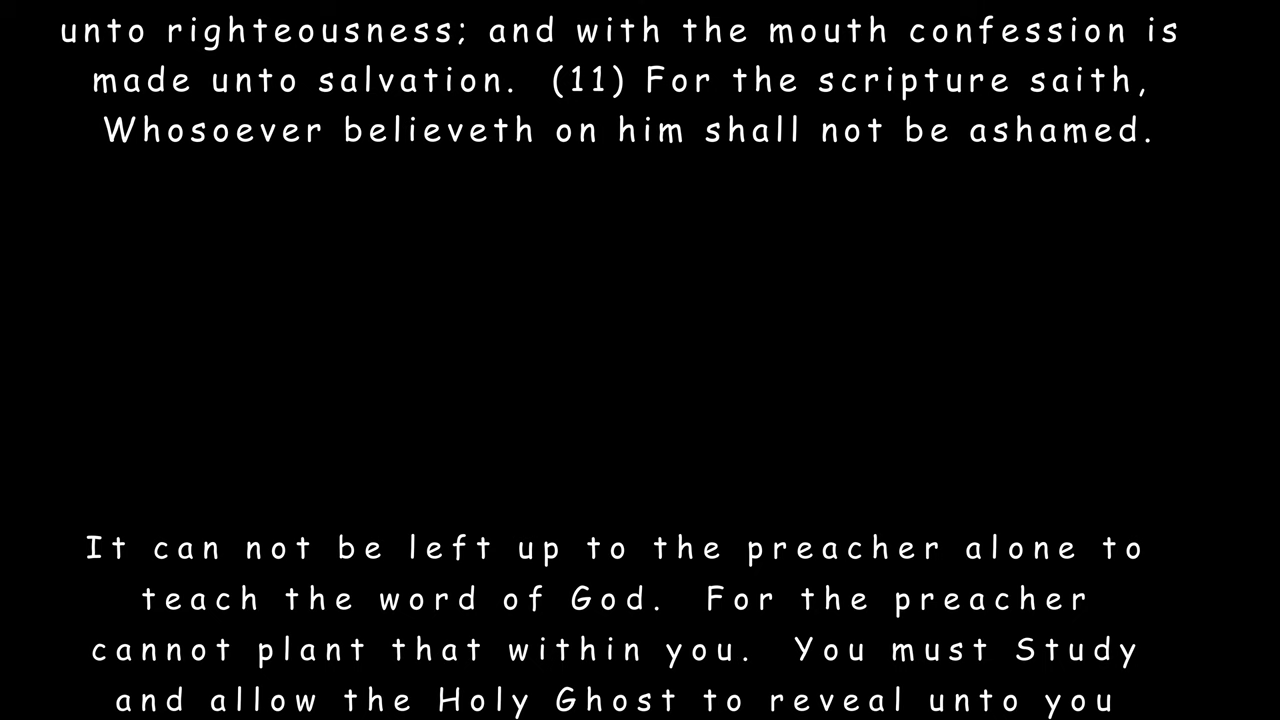 unto righteousness; and with the mouth confession is
made unto salvation.  (11) For the scripture saith,
Whosoever believeth on him shall not be ashamed.
It can not be left up to the preacher alone to
teach the word of God.  For the preacher
cannot plant that within you.  You must Study
and allow the Holy Ghost to reveal unto you